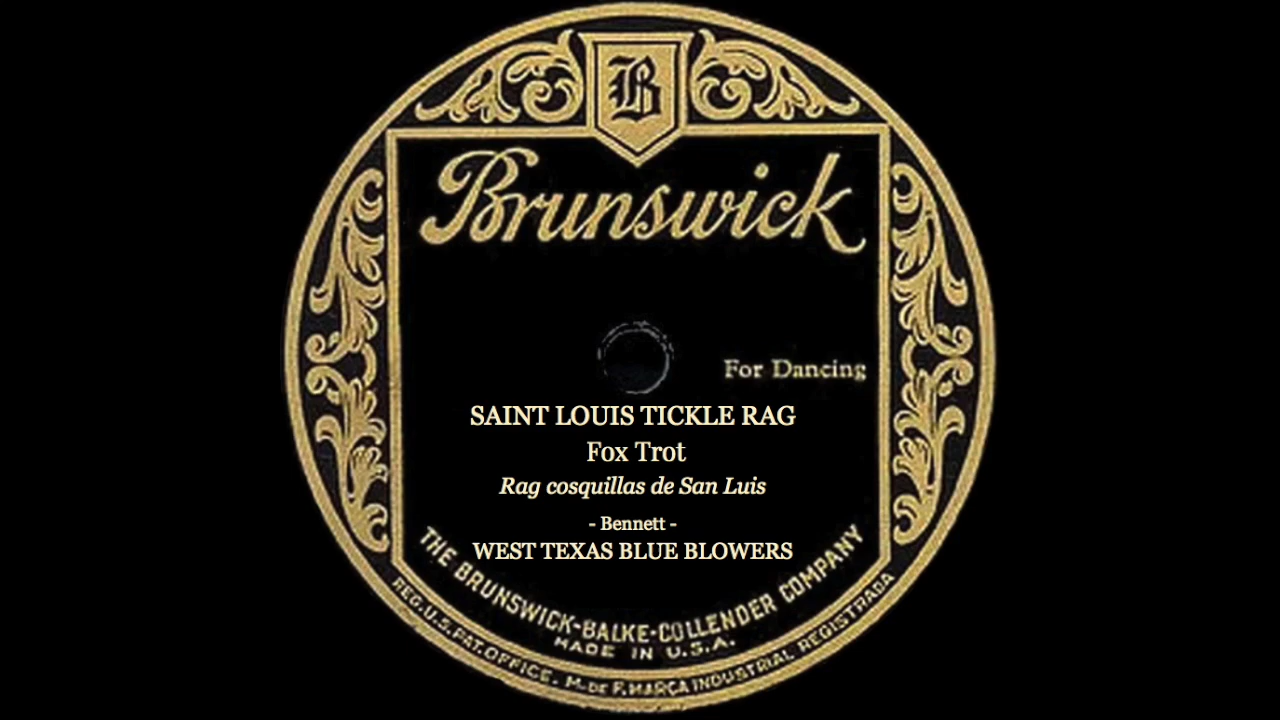 B
Brunswick
For Dancing
SAINT LOUIS TICKLE RAG
Fox Trot
Rag cosquillas de San Luis
- Bennett -
WEST TEXAS BLUE BLOWERS
THE BRUNSWICK-BALKE-COLLENDER COMPANY
MADE IN U.S.A.
REG.U.S.PAT.OFFICE. M-DE F.MARCA INDUSTRIAL REGISTRADA